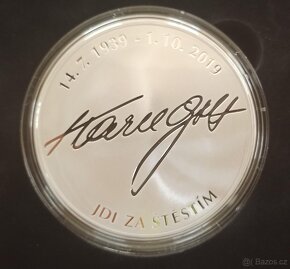 14. 7. 1939 - 1. 10. 2019
Karel Gott
JDI ZA ŠTĚSTÍM
Bazos.cz